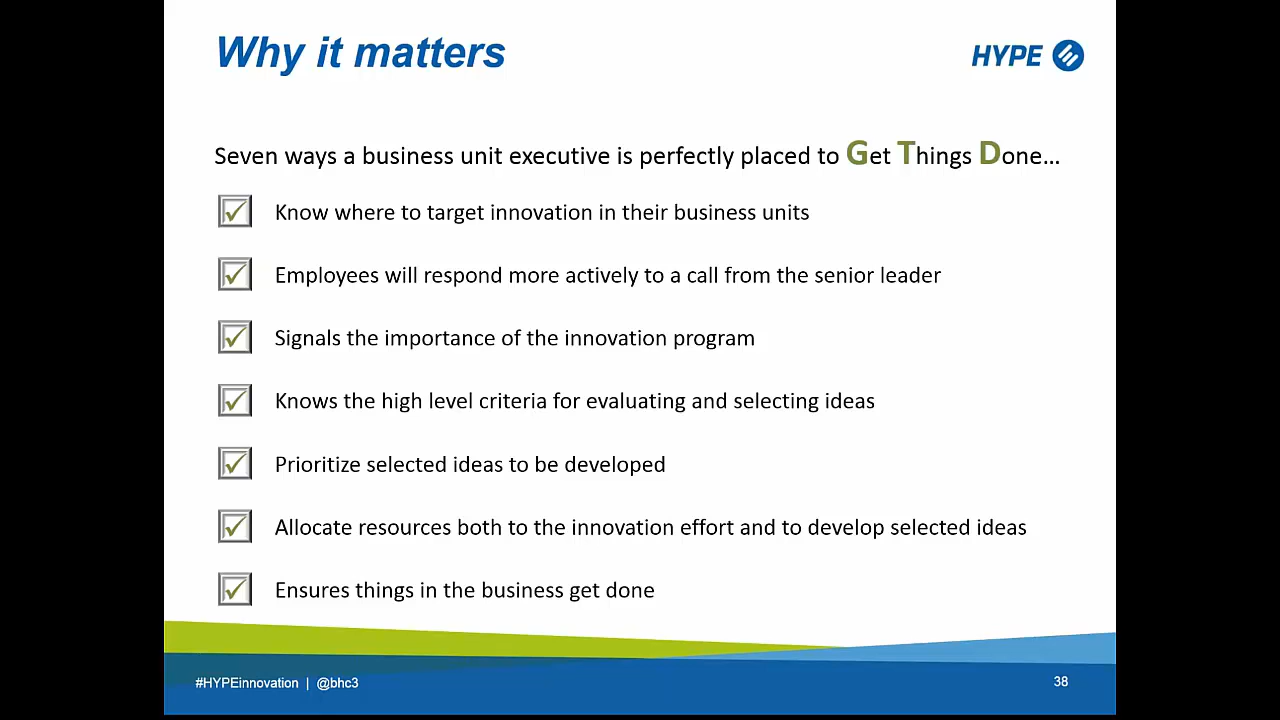 Why it matters
HYPE
Seven ways a business unit executive is perfectly placed to Get Things Done...
Know where to target innovation in their business units
Employees will respond more actively to a call from the senior leader
Signals the importance of the innovation program
Knows the high level criteria for evaluating and selecting ideas
Prioritize selected ideas to be developed
Allocate resources both to the innovation effort and to develop selected ideas
Ensures things in the business get done
#HYPEinnovation | @bhc3
38